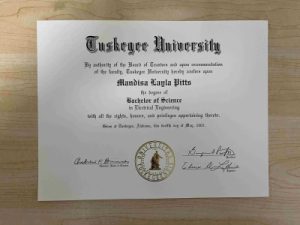 Tuskegee University
By authority of the Board of Trustees and upon recommendation
of the faculty, Tuskegee University hereby confers upon
Mandisa Layla Pitts
the degree of
Bachelor of Science
in Electrical Engineering
with all the rights, honors, and privileges appertaining thereto.
Given at Tuskegee, Alabama, the tenth day of May,